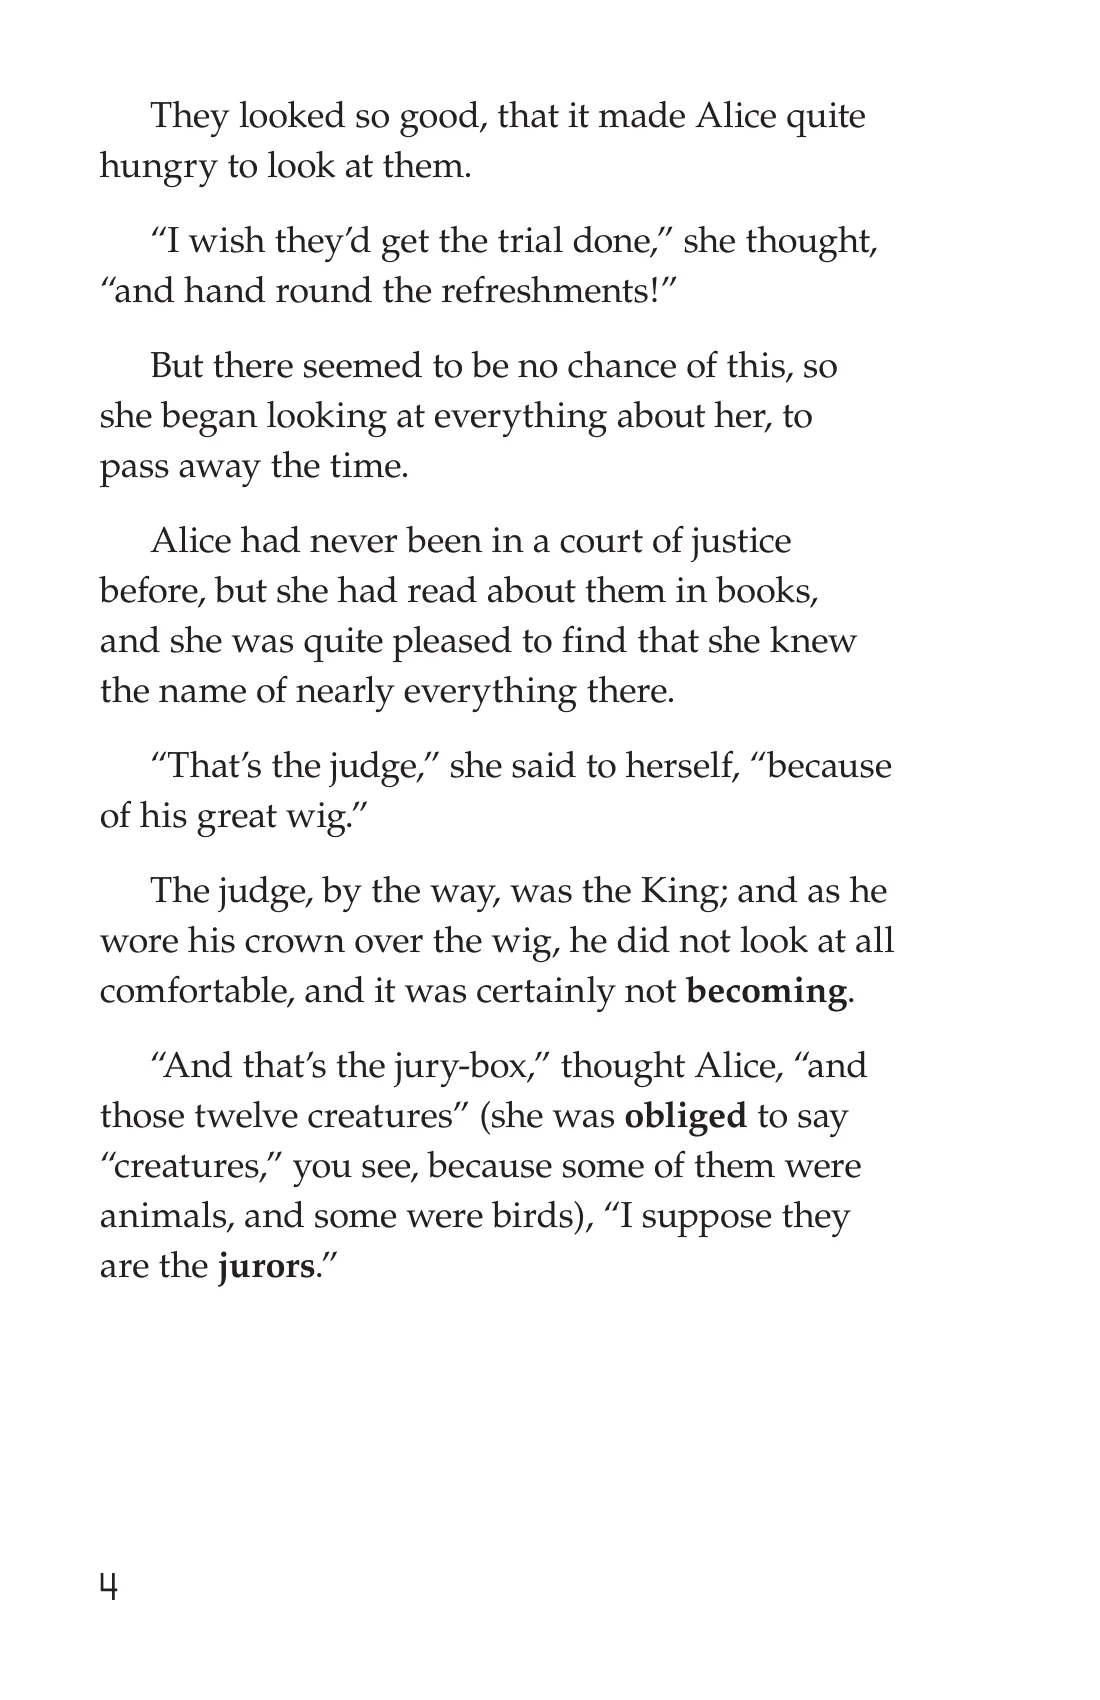 They looked so good, that it made Alice quite
hungry to look at them.
“I wish they’d get the trial done,” she thought,
“and hand round the refreshments!”
But there seemed to be no chance of this, so
she began looking at everything about her, to
pass away the time.
Alice had never been in a court of justice
before, but she had read about them in books,
and she was quite pleased to find that she knew
the name of nearly everything there.
“That’s the judge,” she said to herself, “because
of his great wig.”
The judge, by the way, was the King; and as he
wore his crown over the wig, he did not look at all
comfortable, and it was certainly not becoming.
“And that’s the jury-box,” thought Alice, “and
those twelve creatures” (she was obliged to say
“creatures,” you see, because some of them were
animals, and some were birds), “I suppose they
are the jurors.”
4